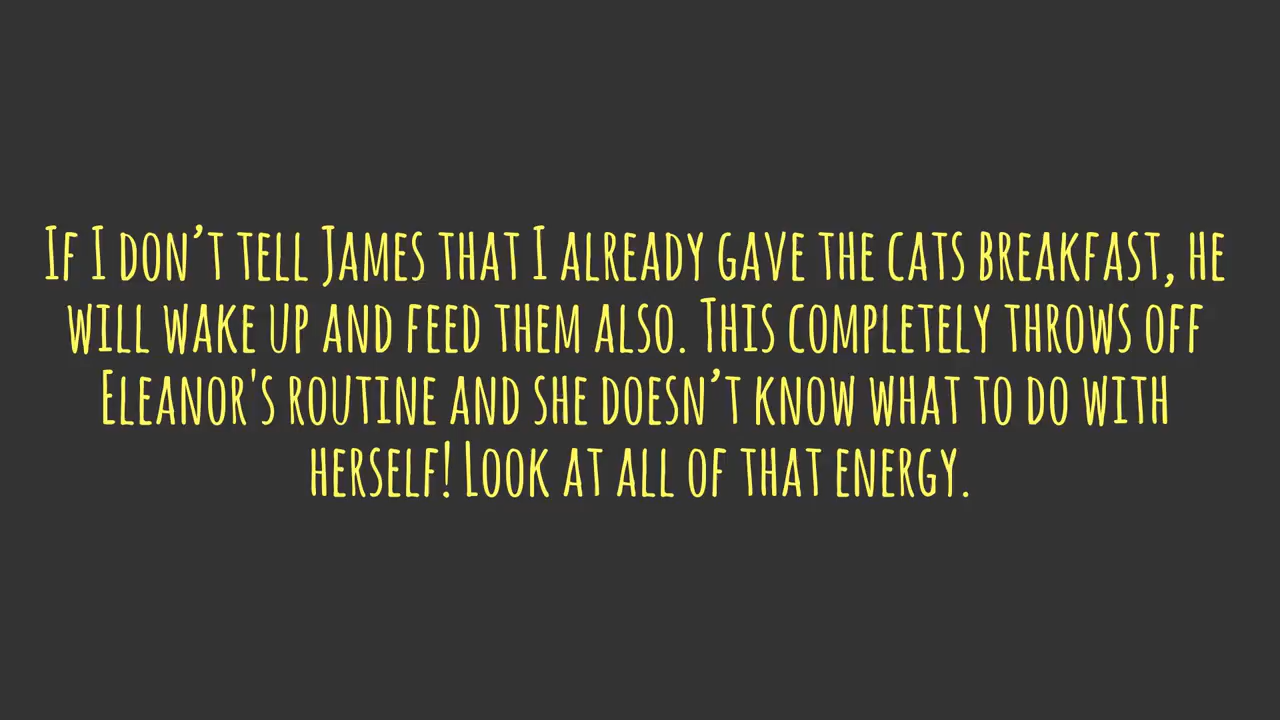 If I don’t tell James that I already gave the cats breakfast, he
will wake up and feed them also. This completely throws off
Eleanor's routine and she doesn’t know what to do with
herself! Look at all of that energy.